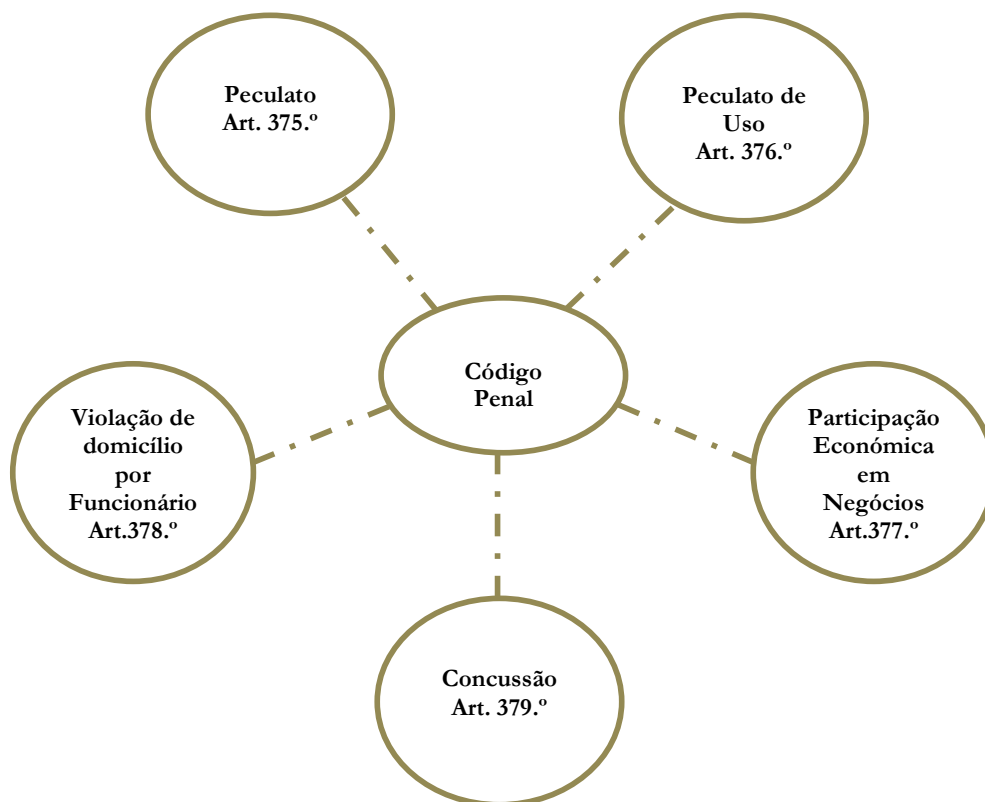 Peculato
Art. 375.º
Peculato de
Uso
Art. 376.º
Código
Penal
Violação de
domicílio
por
Funcionário
Art.378.º
Participação
Económica
em
Negócios
Art.377.º
Concussão
Art. 379.º